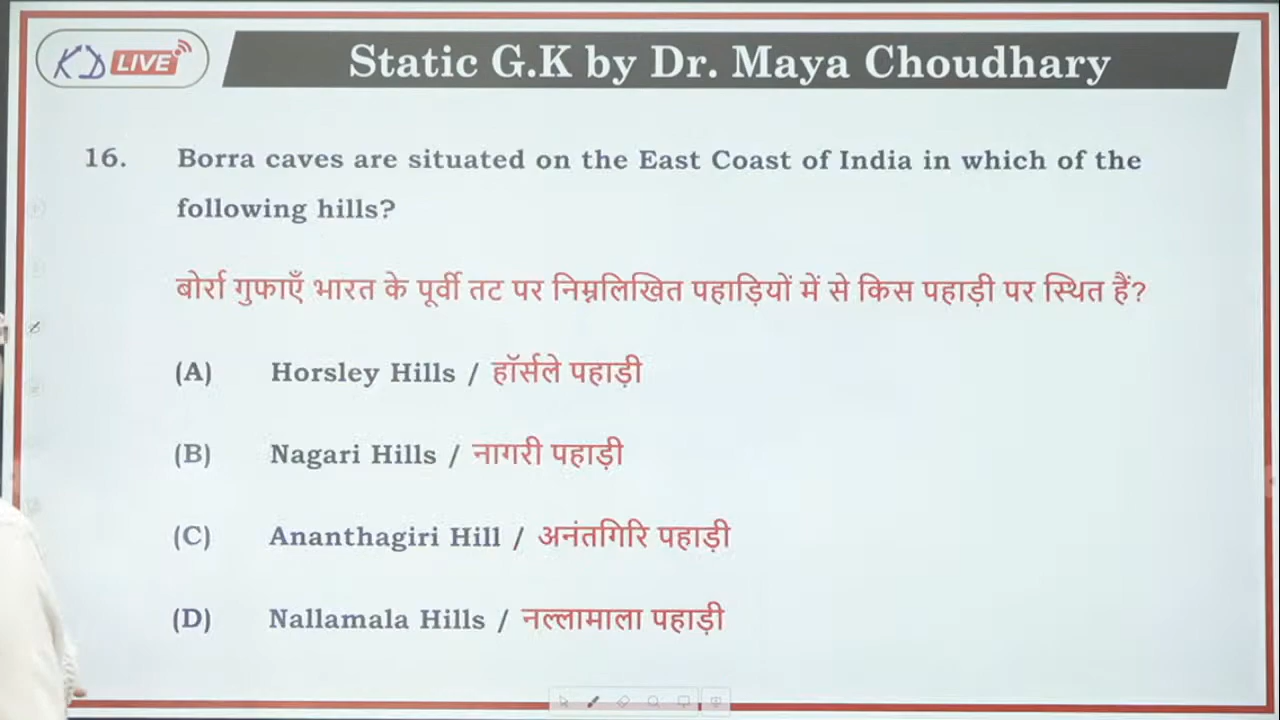 KD LIVE
Static G.K by Dr. Maya Choudhary
16. Borra caves are situated on the East Coast of India in which of the
following hills?
बोर्रा गुफाएँ भारत के पूर्वी तट पर निम्नलिखित पहाड़ियों में से किस पहाड़ी पर स्थित हैं?
(A) Horsley Hills / हॉर्सले पहाड़ी
(B) Nagari Hills / नागरी पहाड़ी
(C) Ananthagiri Hill / अनंतगिरि पहाड़ी
(D) Nallamala Hills / नल्लामाला पहाड़ी